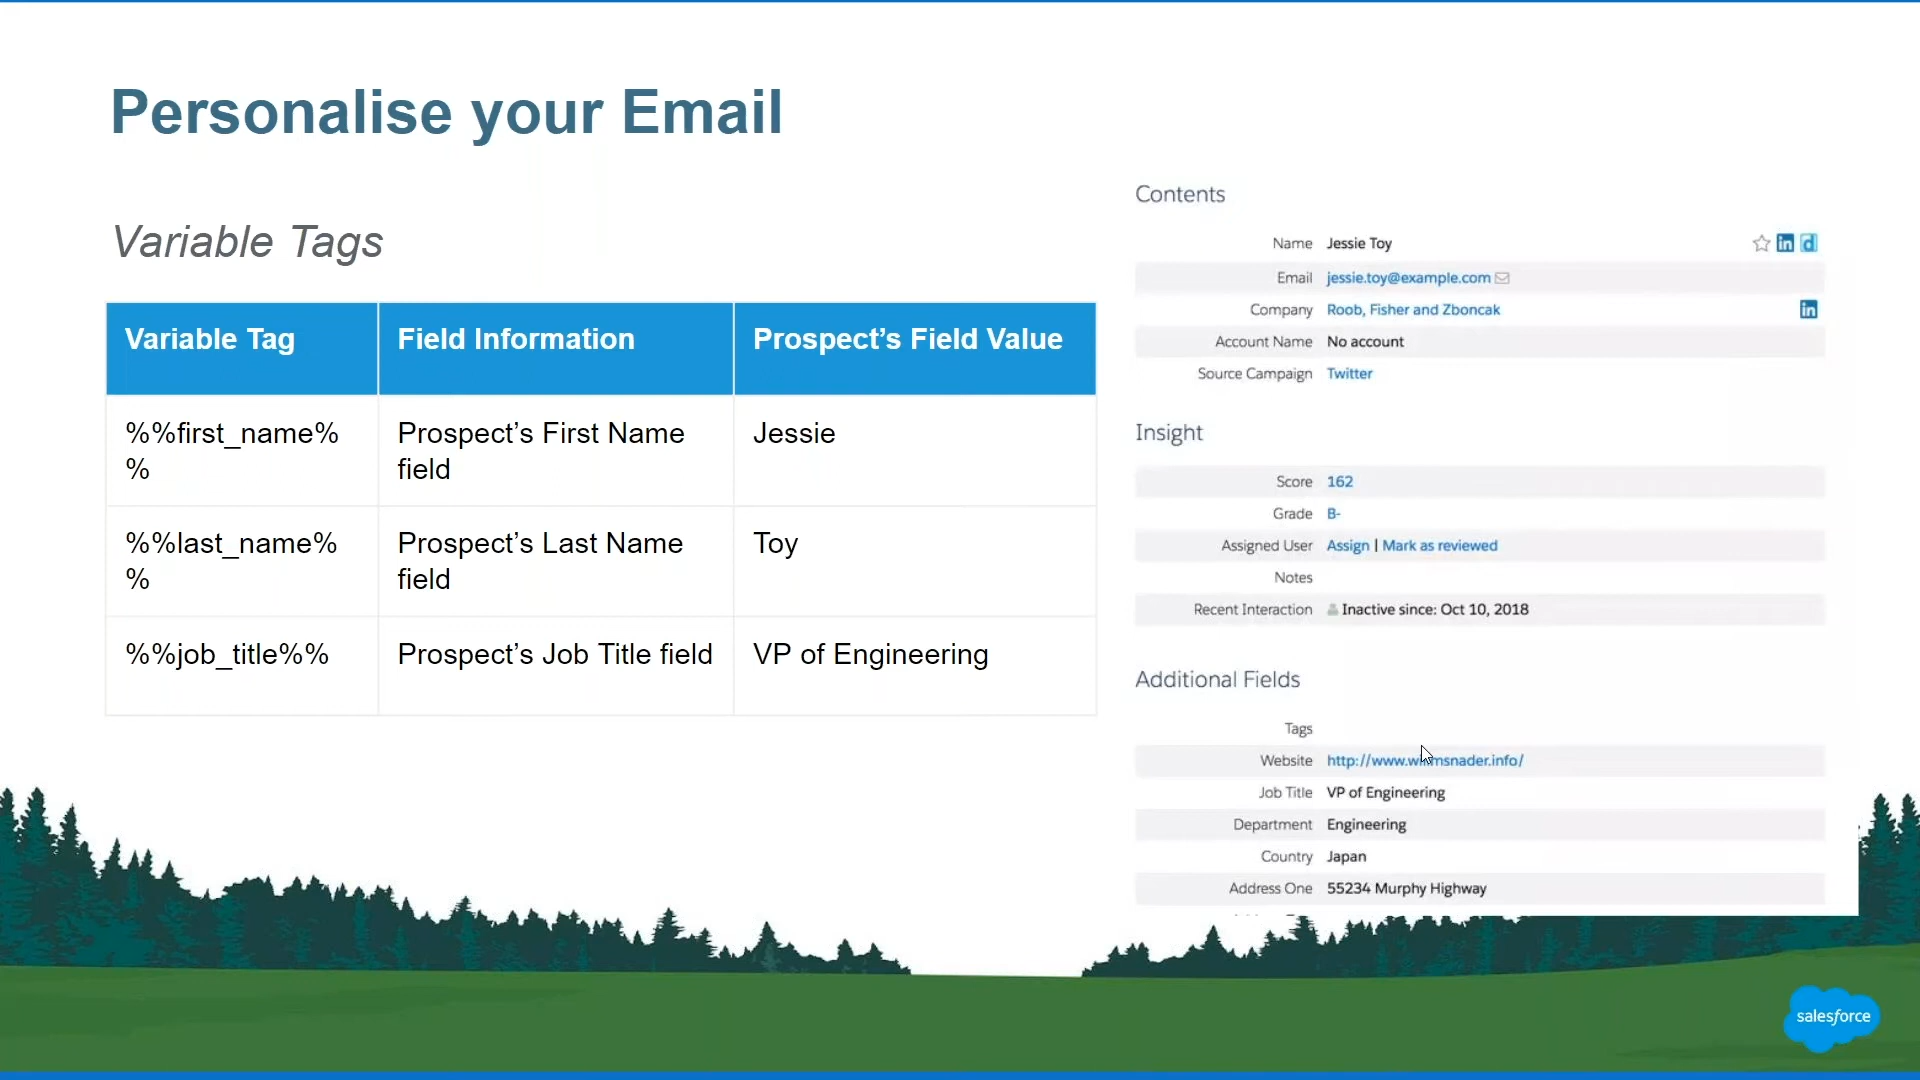 Personalise your Email
Variable Tags
Variable Tag
Field Information
Prospect’s Field Value
%%first_name%
%
Prospect’s First Name
field
Jessie
%%last_name%
%
Prospect’s Last Name
field
Toy
%%job_title%%
Prospect’s Job Title field
VP of Engineering
Contents
Name Jessie Toy
Email jessie.toy@example.com
Company Roob, Fisher and Zboncak
Account Name No account
Source Campaign Twitter
Insight
Score 162
Grade B-
Assigned User Assign | Mark as reviewed
Notes
Recent Interaction Inactive since: Oct 10, 2018
Additional Fields
Tags
Website
Job Title VP of Engineering
Department Engineering
Country Japan
Address One 55234 Murphy Highway
salesforce